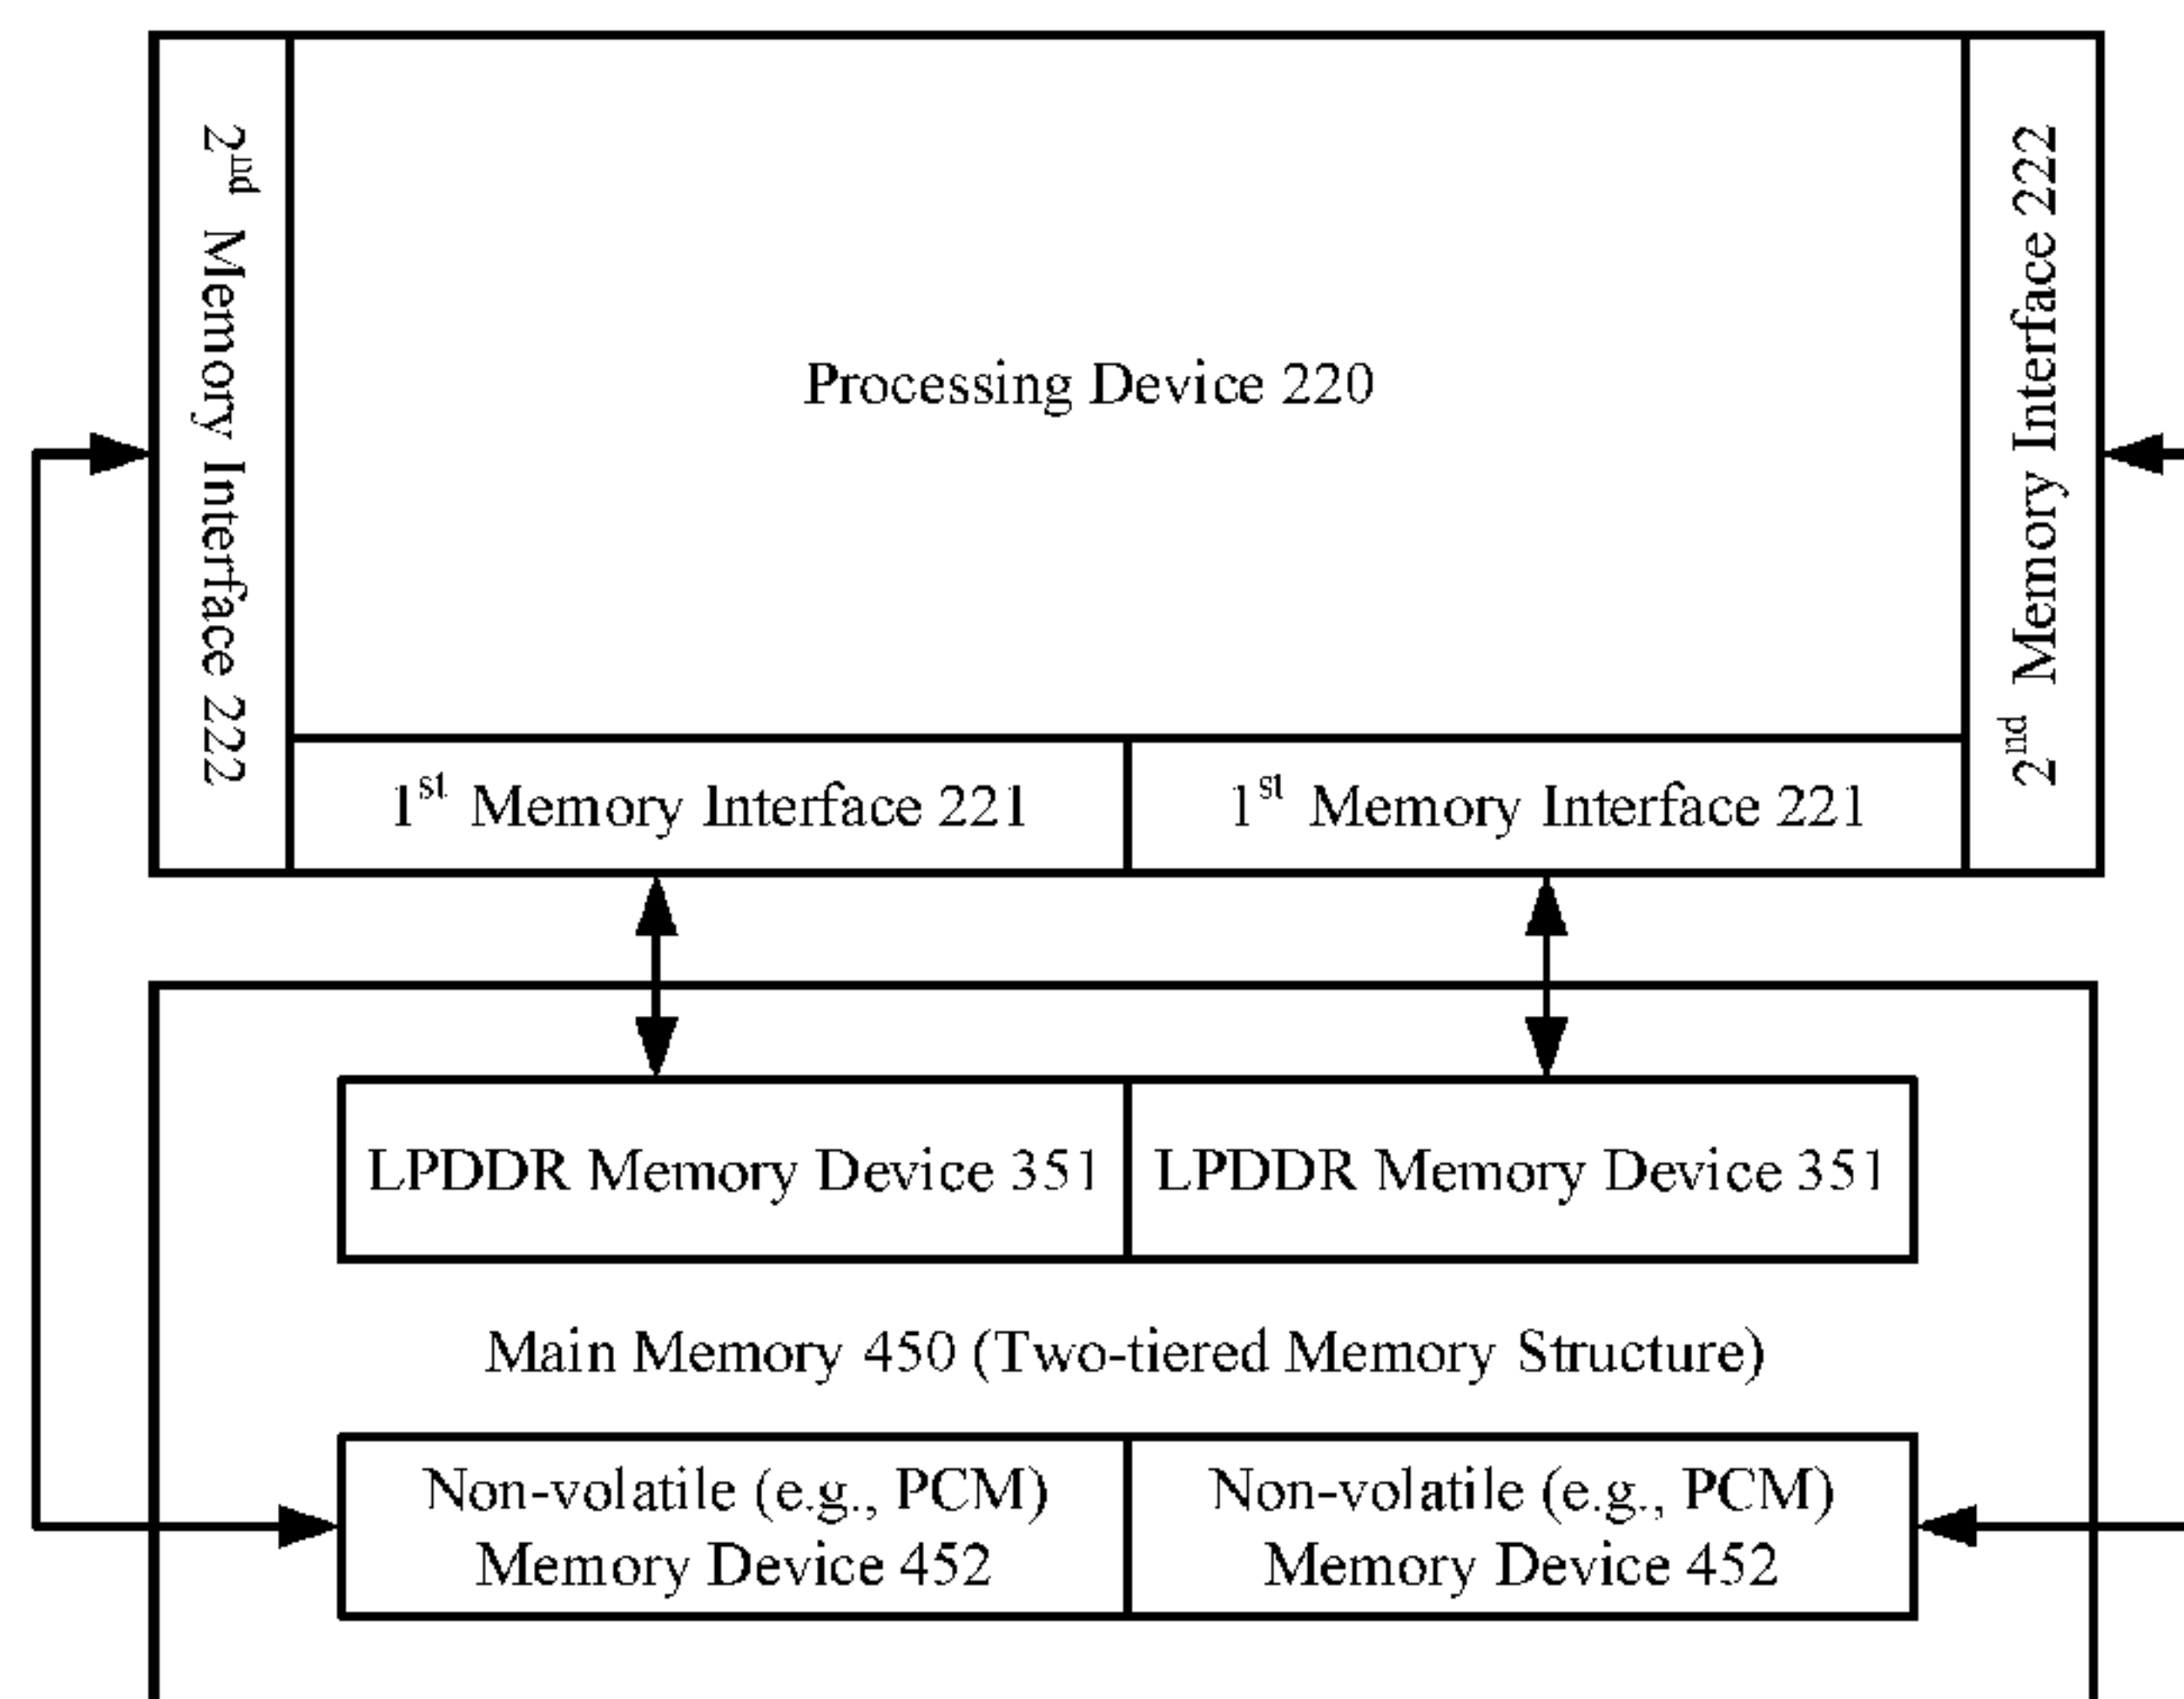 2nd Memory Interface 222
Processing Device 220
2nd Memory Interface 222
1st Memory Interface 221
1st Memory Interface 221
LPDDR Memory Device 351
LPDDR Memory Device 351
Main Memory 450 (Two-tiered Memory Structure)
Non-volatile (e.g., PCM)
Memory Device 452
Non-volatile (e.g., PCM)
Memory Device 452